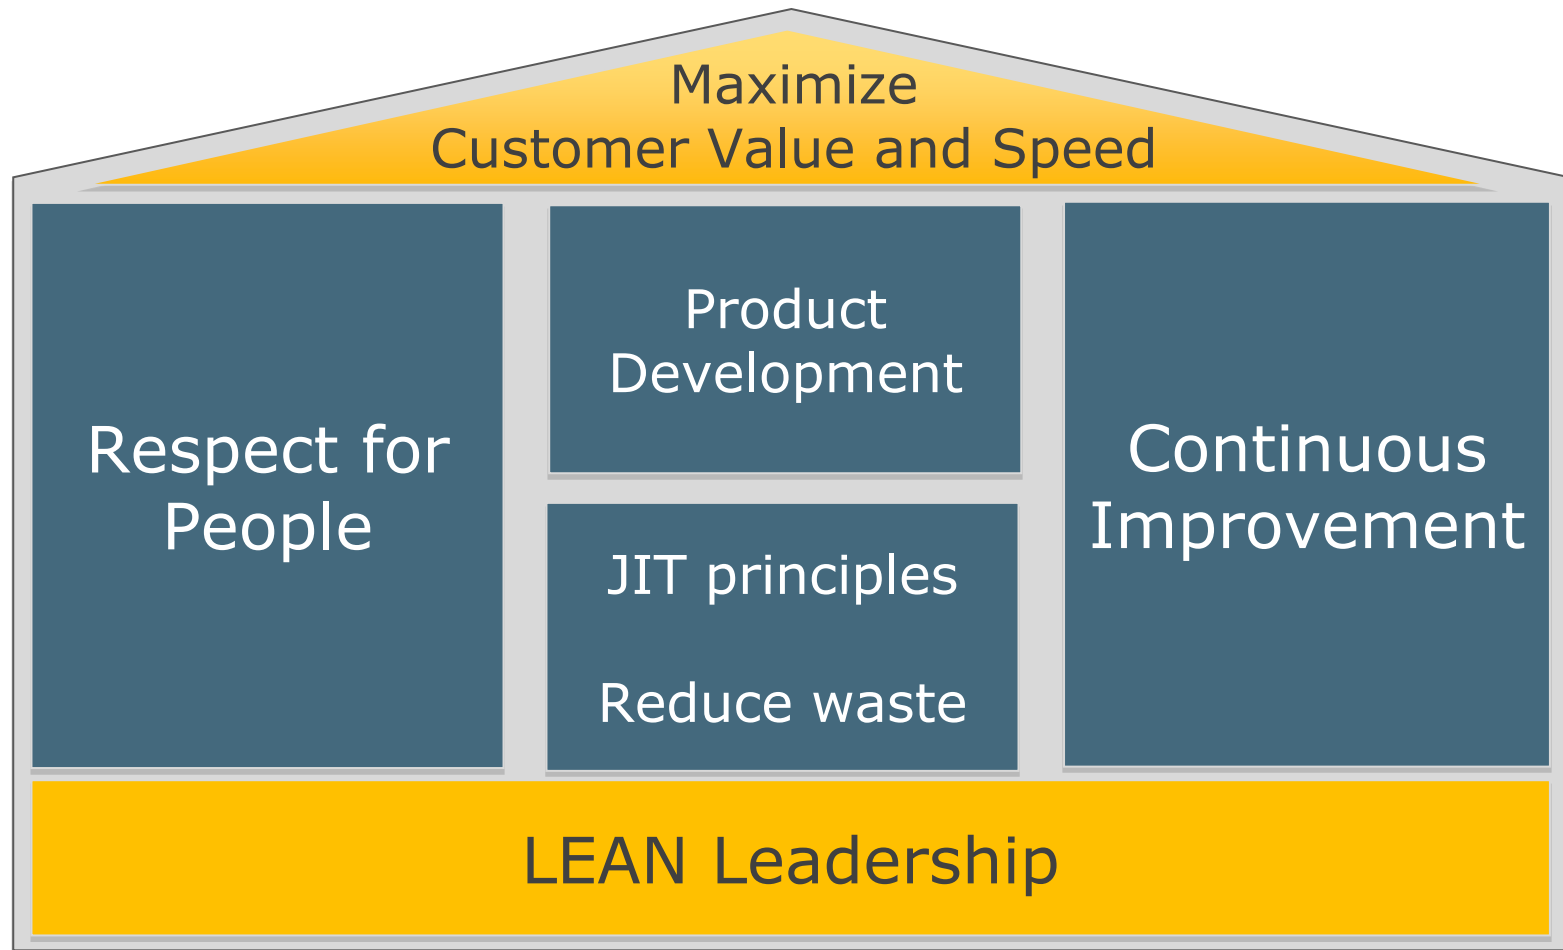 Maximize
Customer Value and Speed
Respect for
People
Product
Development
JIT principles
Reduce waste
Continuous
Improvement
LEAN Leadership